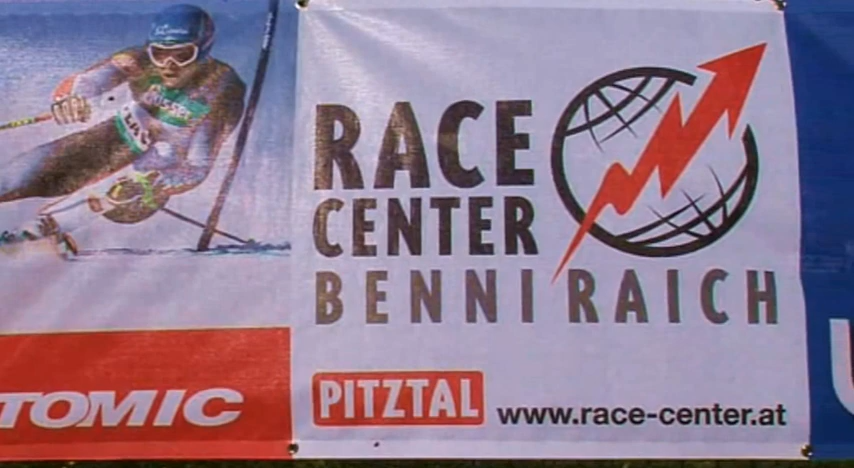 RACE
CENTER
BENNI RAICH
PITZTAL
www.race-center.at
TOMIC
U